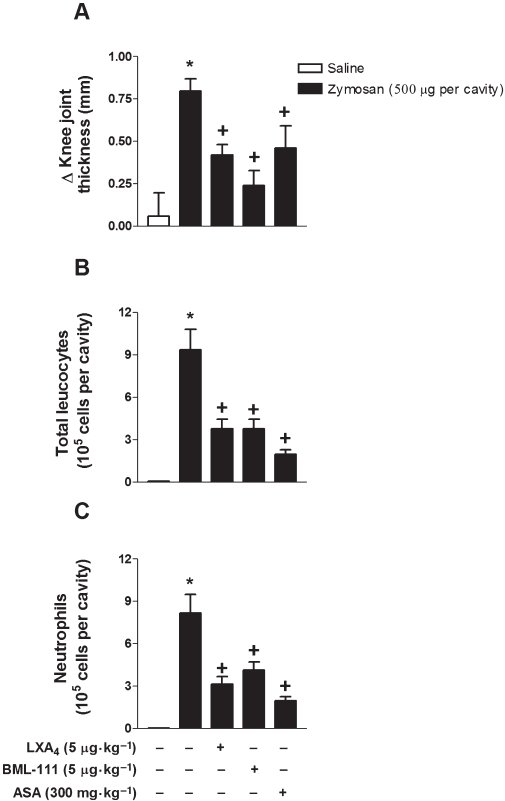 A
1.00
0.75
0.50
0.25
0.00
Δ Knee joint
thickness (mm)
*
+
+
+
Saline
Zymosan (500 μg per cavity)
B
12
9
6
3
0
Total leucocytes
(10⁵ cells per cavity)
*
+
+
+
C
12
9
6
3
0
Neutrophils
(10⁵ cells per cavity)
*
+
+
+
LXA₄ (5 μg·kg⁻¹) – – + – –
BML-111 (5 μg·kg⁻¹) – – – + –
ASA (300 mg·kg⁻¹) – – – – +